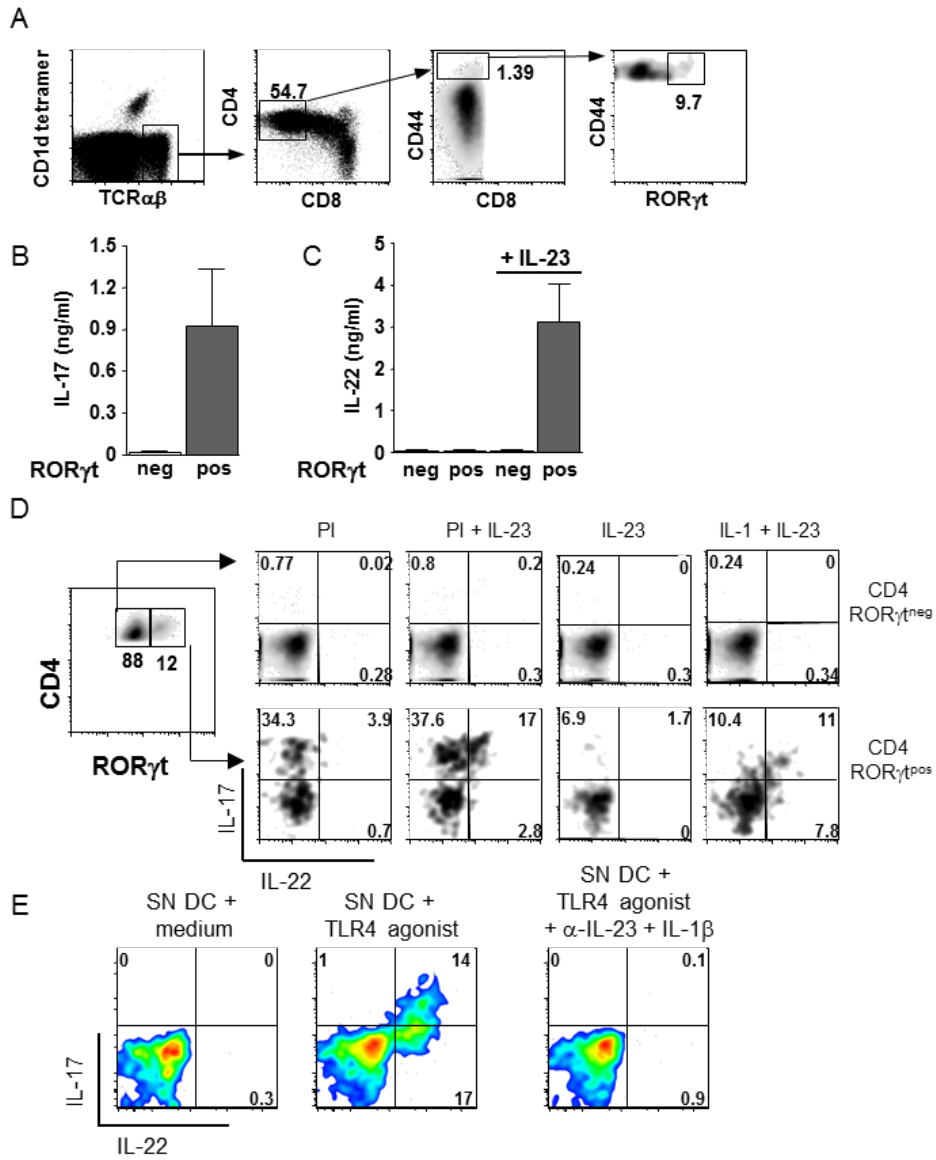 A
CD1d tetramer
TCRαβ
54.7
CD4
CD8
1.39
CD44
CD8
9.7
CD44
RORγt
B
IL-17 (ng/ml)
1.5
1.2
0.9
0.6
0.3
0
RORγt neg pos
C
+ IL-23
IL-22 (ng/ml)
5
4
3
2
1
0
RORγt neg pos neg pos
D
PI PI + IL-23 IL-23 IL-1 + IL-23
0.77 0.02 0.8 0.2 0.24 0 0.24 0
0.28 0.3 0.3 0.34
CD4
RORγtneg
88 12
CD4
RORγt
34.3 3.9 37.6 17 6.9 1.7 10.4 11
0.7 2.8 0 7.8
CD4
RORγtpos
IL-17
IL-22
E
SN DC +
medium
SN DC +
TLR4 agonist
SN DC +
TLR4 agonist
+ α-IL-23 + IL-1β
0 0 1 14 0 0.1
0.3 17 0.9
IL-17
IL-22